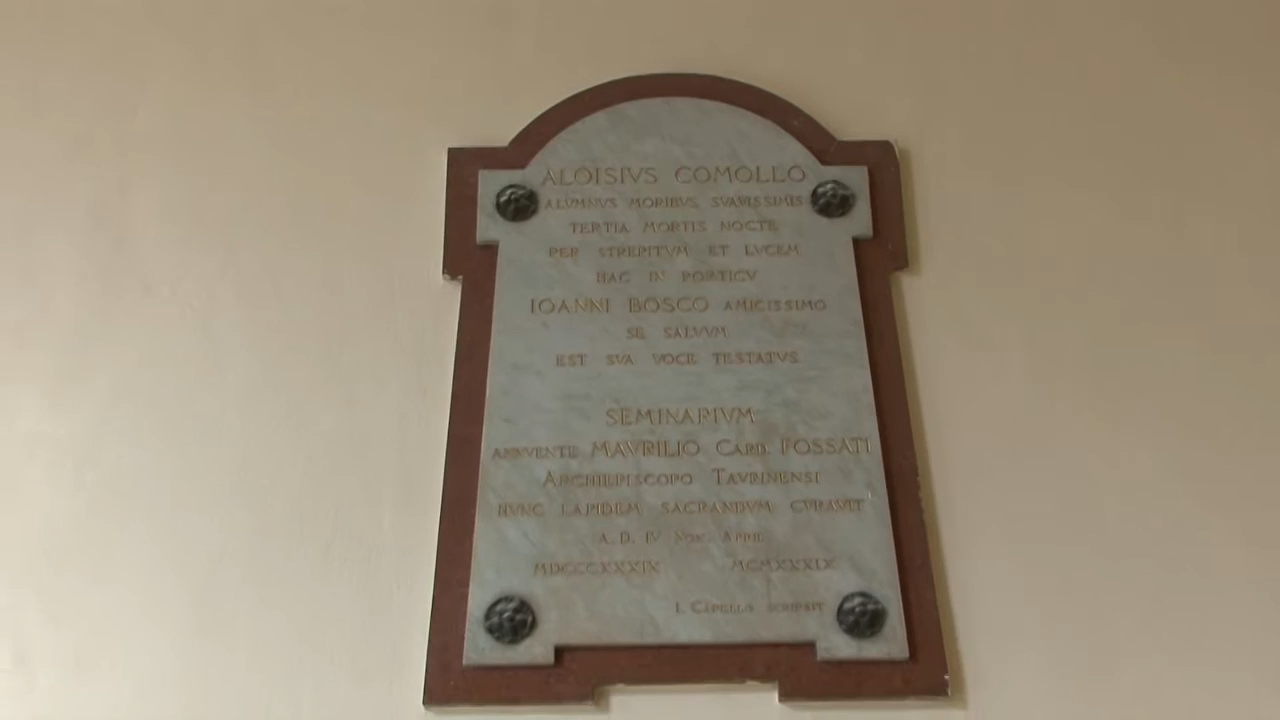 ALOISIVS COMOLLO
ALVMNVS MORIBVS SVAVISSIMIS
TERTIA MORTIS NOCTE
PER STREPITVM ET LVCEM
HAC IN PORTICV
IOANNI BOSCO AMICISSIMO
SE SALVVM
EST SVA VOCE TESTATVS
SEMINARIVM
ANNVENTE MAVRILIO CARD. FOSSATI
ARCHIEPISCOPO TAVRINENSI
HVNC LAPIDEM SACRANDVM CVRAVIT
A.D. IV NON. APRIL
MDCCCXXXIX MCMXXXIX
I. CAPELLO SCRIPSIT